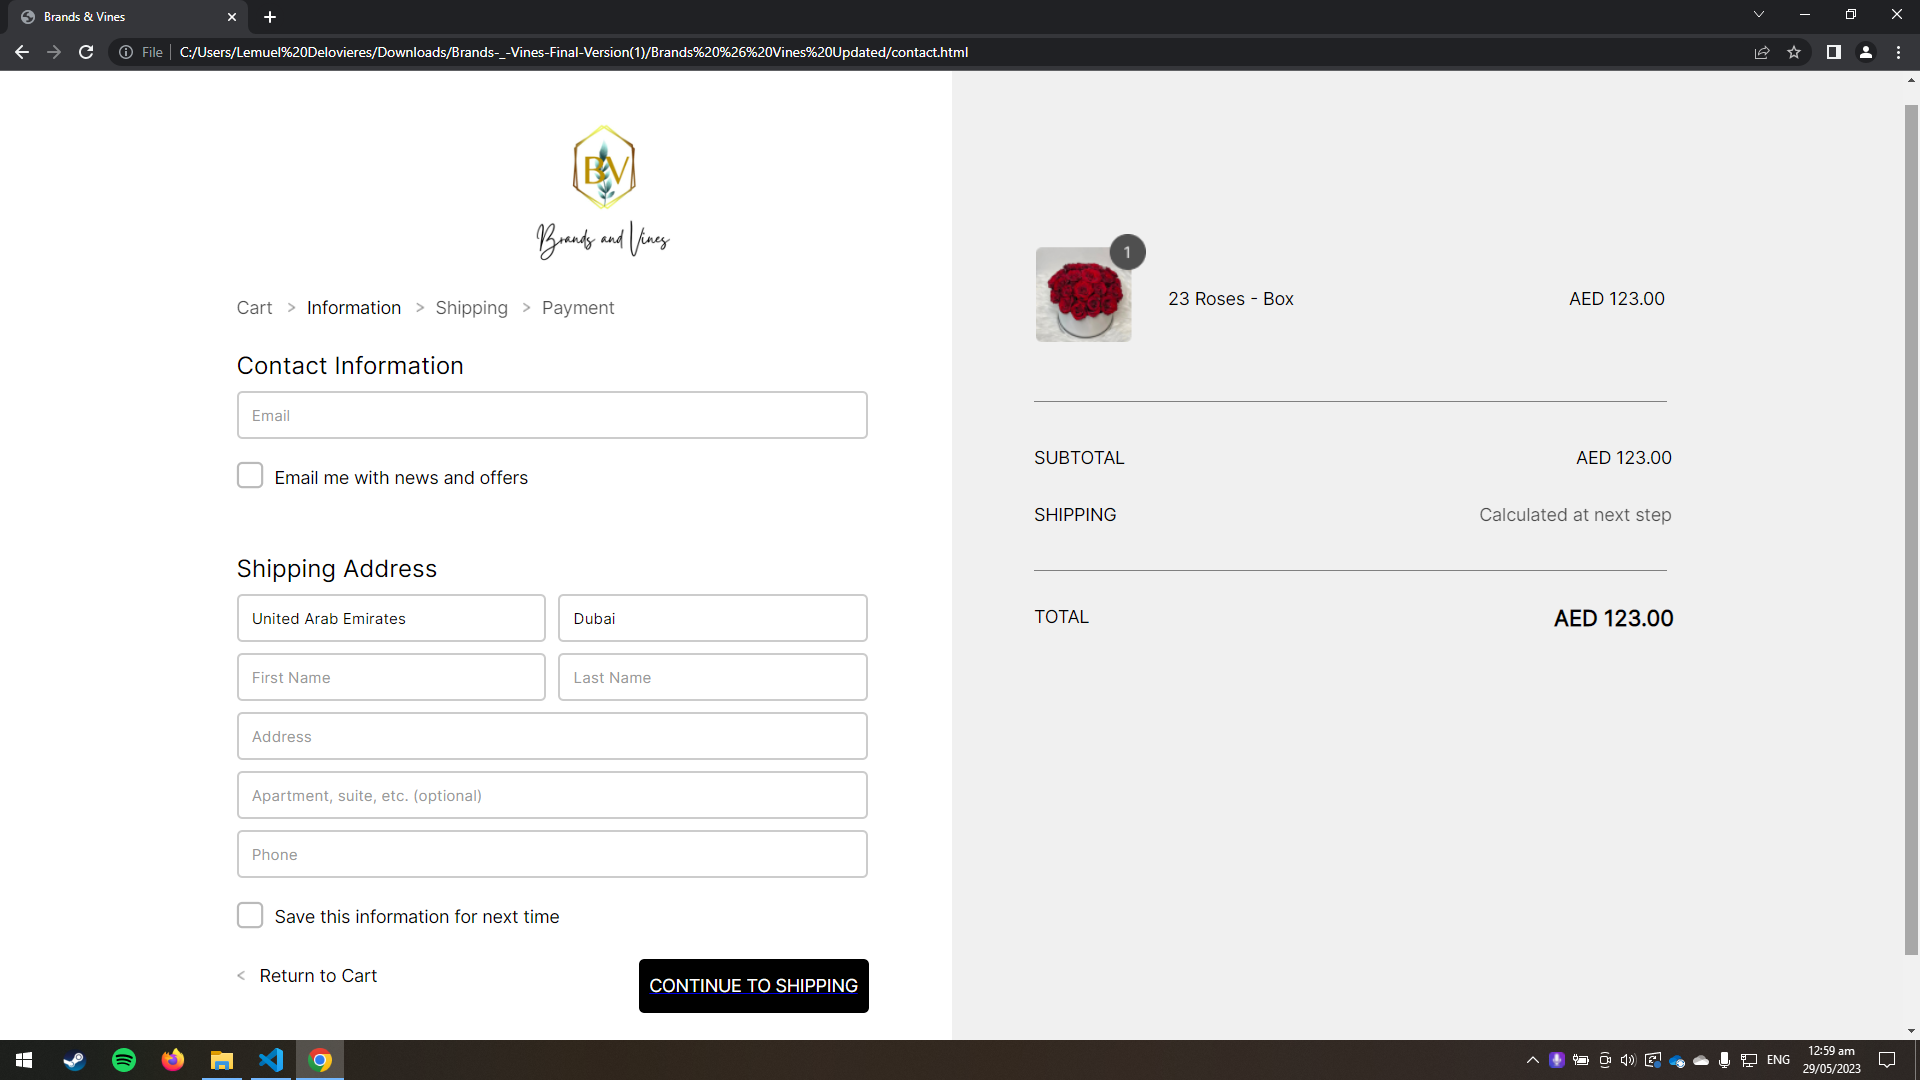 Brands & Vines
File
C:/Users/Lemuel%20Delovieres/Downloads/Brands-_-Vines-Final-Version(1)/Brands%20%26%20Vines%20Updated/contact.html
BV
Brands and Vines
Cart > Information > Shipping > Payment
Contact Information
Email
Email me with news and offers
Shipping Address
United Arab Emirates
Dubai
First Name
Last Name
Address
Apartment, suite, etc. (optional)
Phone
Save this information for next time
< Return to Cart
CONTINUE TO SHIPPING
1
23 Roses - Box
AED 123.00
SUBTOTAL
AED 123.00
SHIPPING
Calculated at next step
TOTAL
AED 123.00
ENG
12:59 am
29/05/2023